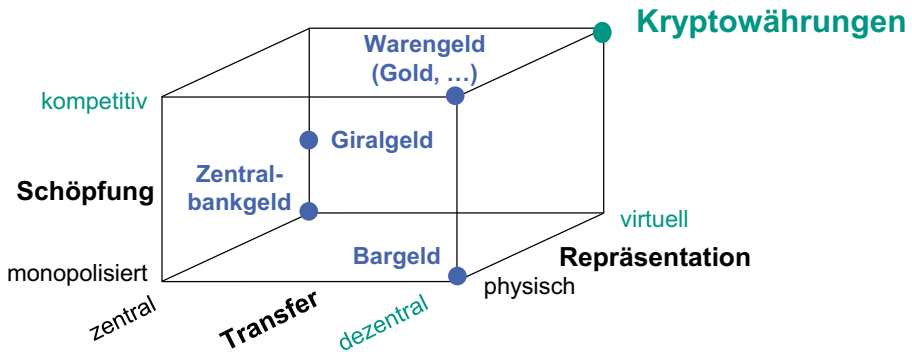 Kryptowährungen
Warengeld
(Gold, …)
kompetitiv
Giralgeld
Zentral-
bankgeld
Schöpfung
virtuell
Bargeld
Repräsentation
monopolisiert
physisch
zentral
Transfer
dezentral